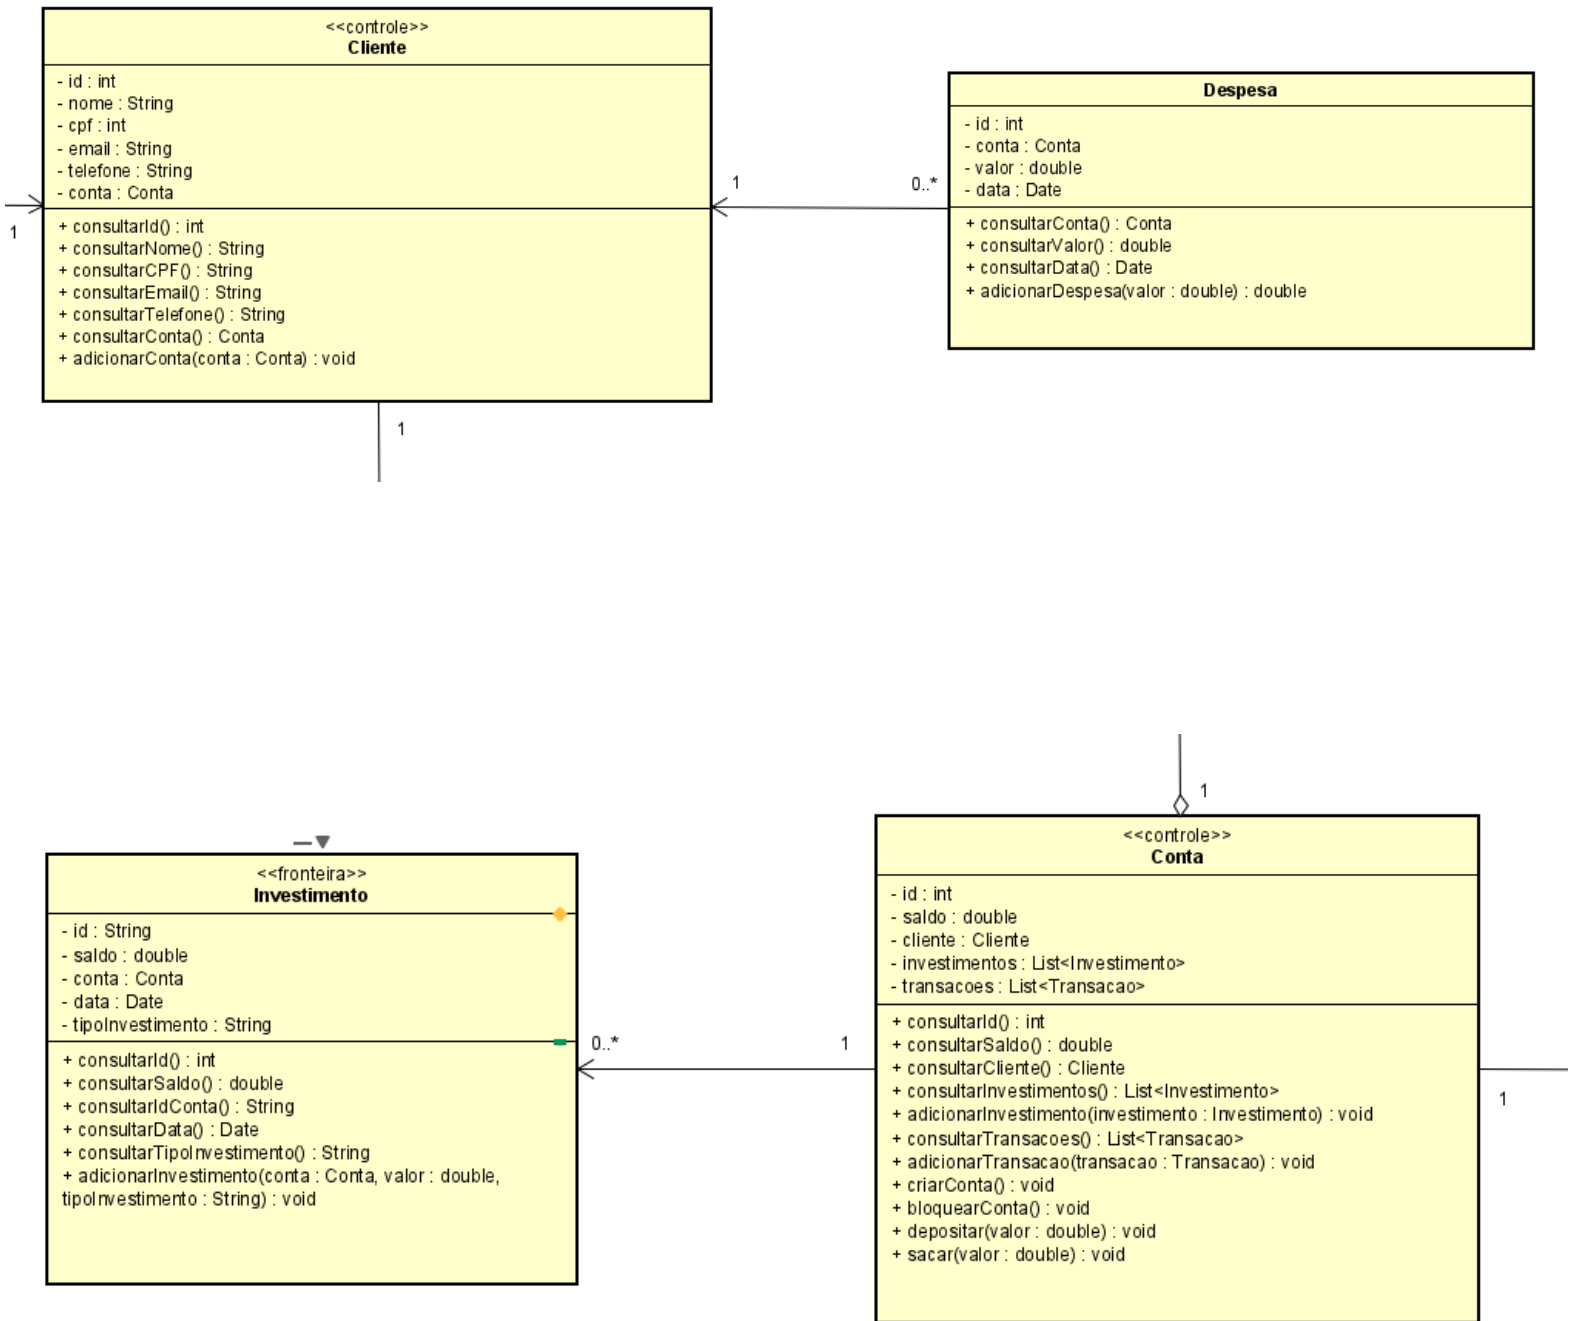 <<controle>>
Cliente
- id : int
- nome : String
- cpf : int
- email : String
- telefone : String
- conta : Conta
+ consultarId() : int
+ consultarNome() : String
+ consultarCPF() : String
+ consultarEmail() : String
+ consultarTelefone() : String
+ consultarConta() : Conta
+ adicionarConta(conta : Conta) : void
1
1
1
0..*
Despesa
- id : int
- conta : Conta
- valor : double
- data : Date
+ consultarConta() : Conta
+ consultarValor() : double
+ consultarData() : Date
+ adicionarDespesa(valor : double) : double
<<fronteira>>
Investimento
- id : String
- saldo : double
- conta : Conta
- data : Date
- tipoInvestimento : String
+ consultarId() : int
+ consultarSaldo() : double
+ consultarIdConta() : String
+ consultarData() : Date
+ consultarTipoInvestimento() : String
+ adicionarInvestimento(conta : Conta, valor : double,
tipoInvestimento : String) : void
0..*
1
1
<<controle>>
Conta
- id : int
- saldo : double
- cliente : Cliente
- investimentos : List<Investimento>
- transacoes : List<Transacao>
+ consultarId() : int
+ consultarSaldo() : double
+ consultarCliente() : Cliente
+ consultarInvestimentos() : List<Investimento>
+ adicionarInvestimento(investimento : Investimento) : void
+ consultarTransacoes() : List<Transacao>
+ adicionarTransacao(transacao : Transacao) : void
+ criarConta() : void
+ bloquearConta() : void
+ depositar(valor : double) : void
+ sacar(valor : double) : void
1